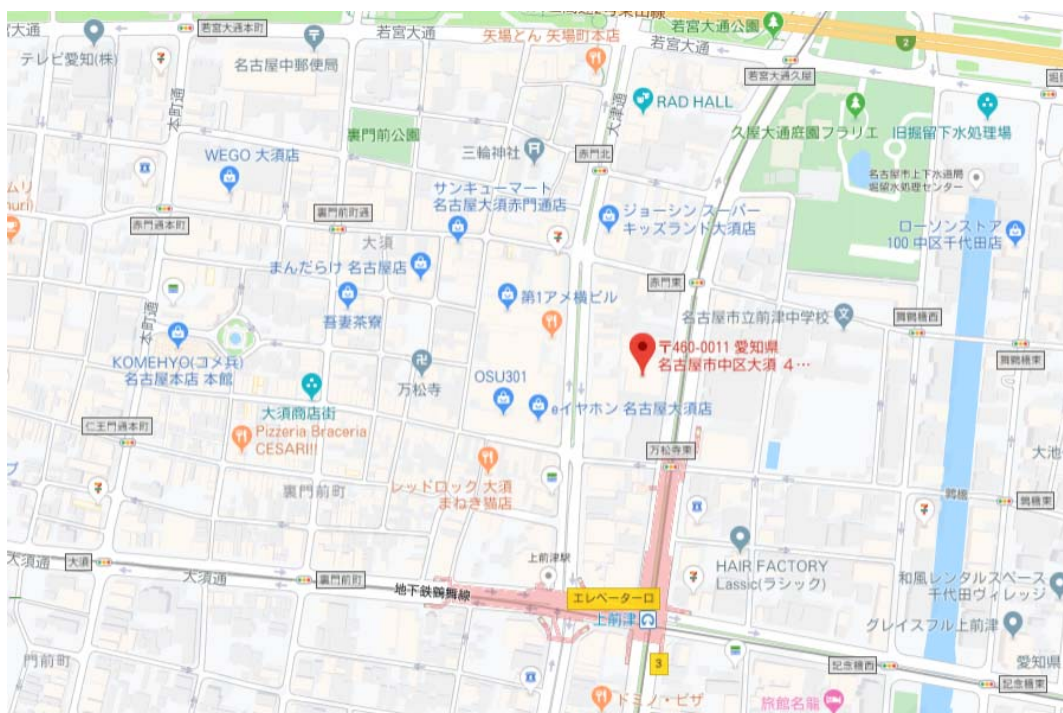 若宮大通本町
若宮大通
矢場とん 矢場町本店
若宮大通公園
若宮大通
2
テレビ愛知(株)
名古屋中郵便局
若宮大通久屋
本町通
RAD HALL
大津通
裏門前公園
久屋大通庭園フラリエ
旧堀留下水処理場
三輪神社
赤門北
WEGO 大須店
名古屋市上下水道局
堀留水処理センター
サンキューマート
名古屋大須赤門通店
ジョーシン スーパー
キッズランド大須店
ローソンストア
100 中区千代田店
赤門通本町
裏門前町通
大須
まんだらけ 名古屋店
赤門東
本町通
吾妻茶寮
第1アメ横ビル
名古屋市立前津中学校
舞鶴橋西
舞鶴橋東
〒460-0011 愛知県
名古屋市中区大須 4…
KOMEHYO(コメ兵)
名古屋本店 本館
万松寺
OSU301
eイヤホン 名古屋大須店
大須商店街
仁王門通本町
Pizzeria Braceria
CESARI!!
万松寺東
レッドロック 大須
まねき猫店
裏門前町
鶴橋
鶴橋東
上前津駅
大須
大須通
大須通
裏門前町
地下鉄鶴舞線
エレベーター口
上前津
HAIR FACTORY
Lassic(ラシック)
和風レンタルスペース
千代田ヴィレッジ
グレイスフル上前津
門前町
3
記念橋西
愛知県
記念橋東
ドミノ・ピザ
旅館名龍